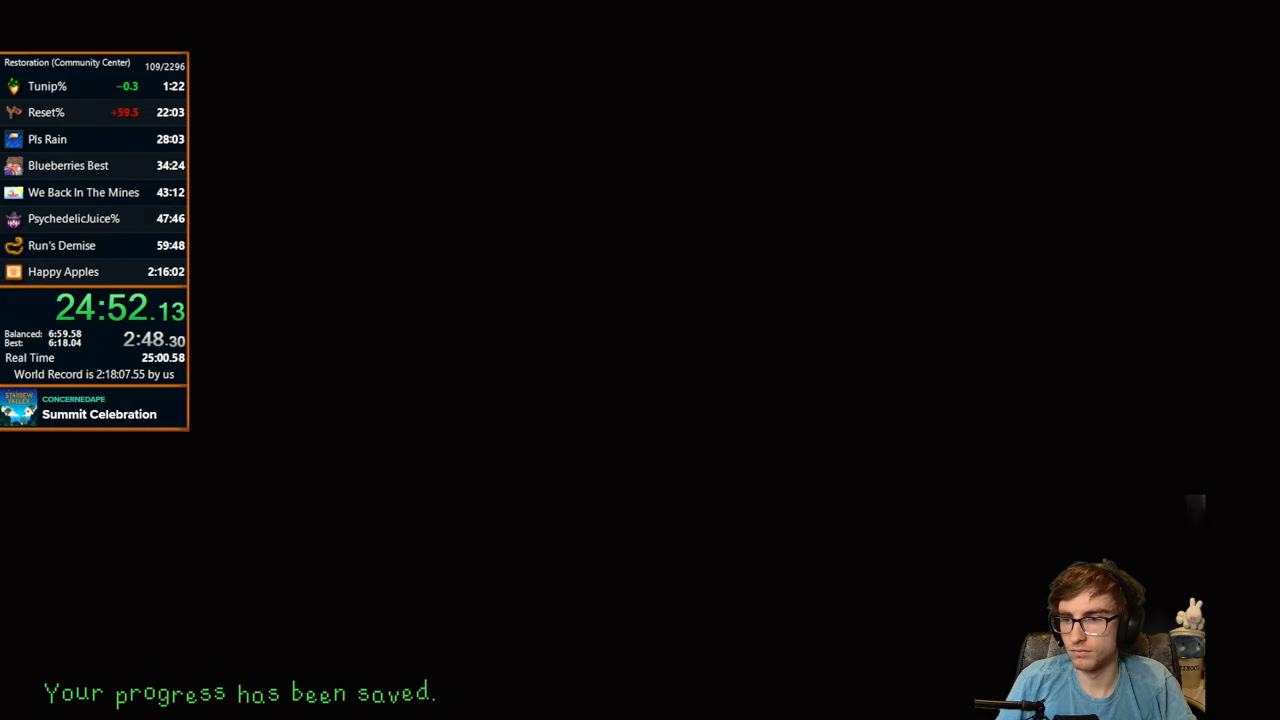 Restoration (Community Center) 109/2296
Tunip% −0.3 1:22
Reset% +59.5 22:03
Pls Rain 28:03
Blueberries Best 34:24
We Back In The Mines 43:12
PsychedelicJuice% 47:46
Run's Demise 59:48
Happy Apples 2:16:02
24:52.13
Balanced: 6:59.58
Best: 6:18.04
2:48.30
Real Time 25:00.58
World Record is 2:18:07.55 by us
STARDEW VALLEY
CONCERNEDAPE
Summit Celebration
Your progress has been saved.